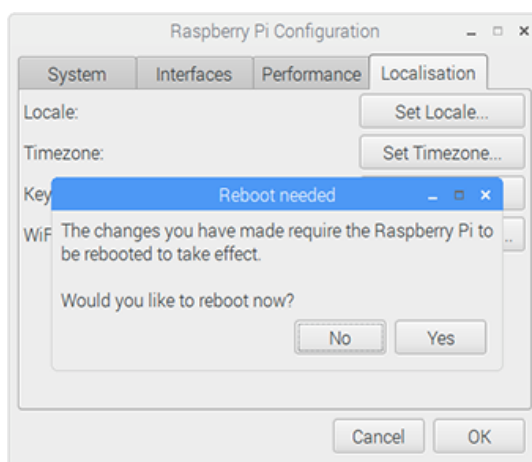 Raspberry Pi Configuration
System Interfaces Performance Localisation
Locale: Set Locale...
Timezone: Set Timezone...
Key
Reboot needed
WiF
The changes you have made require the Raspberry Pi to
be rebooted to take effect.
Would you like to reboot now?
No Yes
Cancel OK